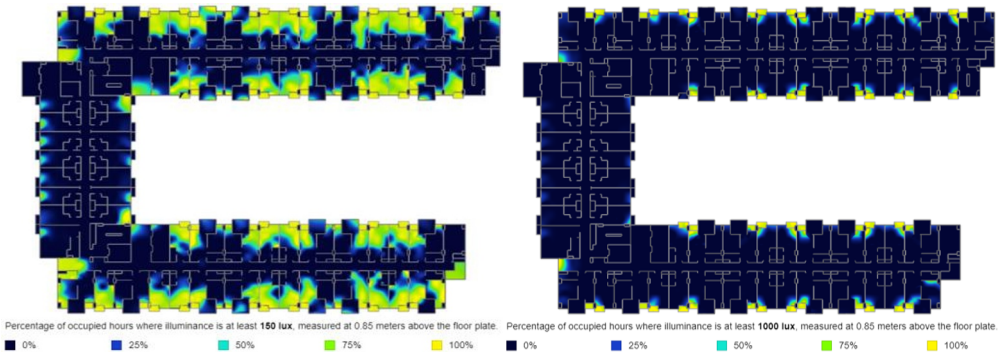 Percentage of occupied hours where illuminance is at least 150 lux, measured at 0.85 meters above the floor plate.
0% 25% 50% 75% 100%
Percentage of occupied hours where illuminance is at least 1000 lux, measured at 0.85 meters above the floor plate.
0% 25% 50% 75% 100%